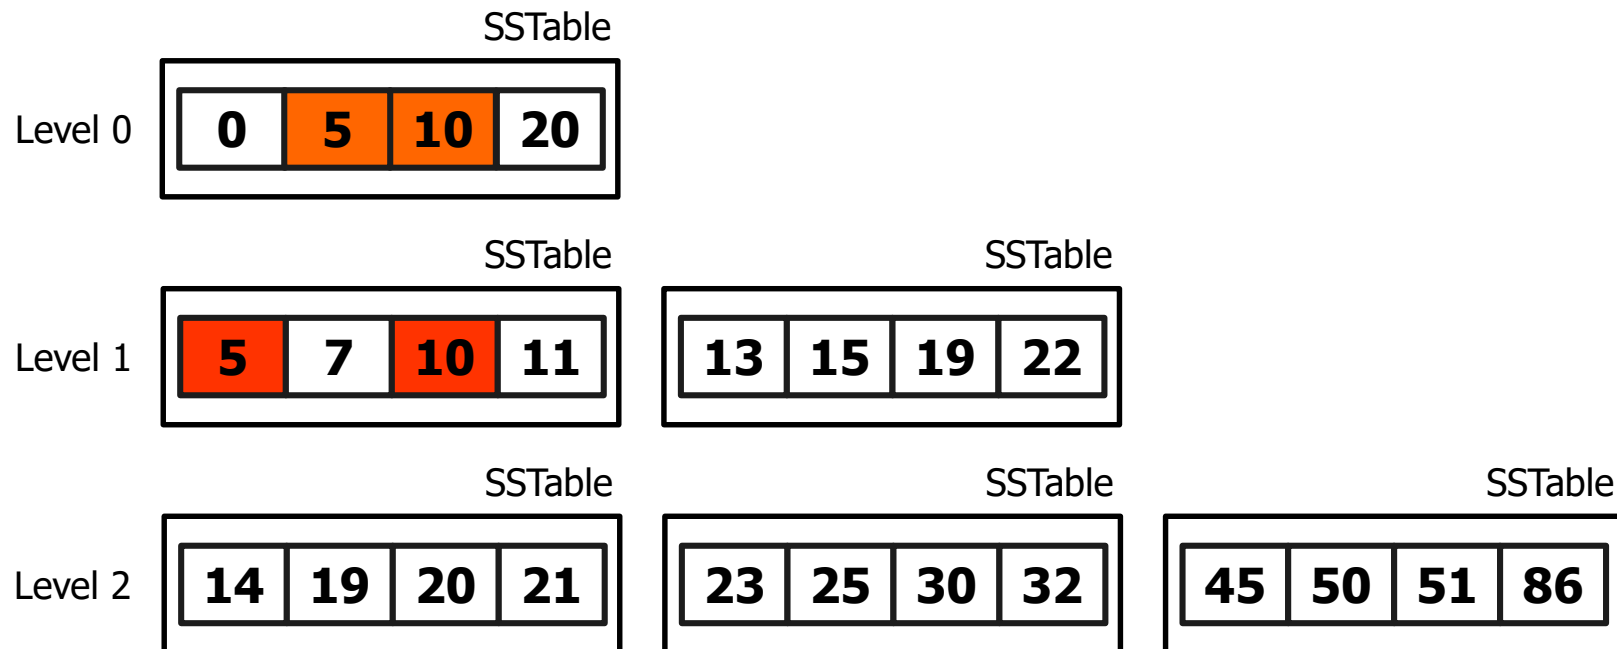 SSTable
Level 0 0 5 10 20
SSTable SSTable
Level 1 5 7 10 11 13 15 19 22
SSTable SSTable SSTable
Level 2 14 19 20 21 23 25 30 32 45 50 51 86